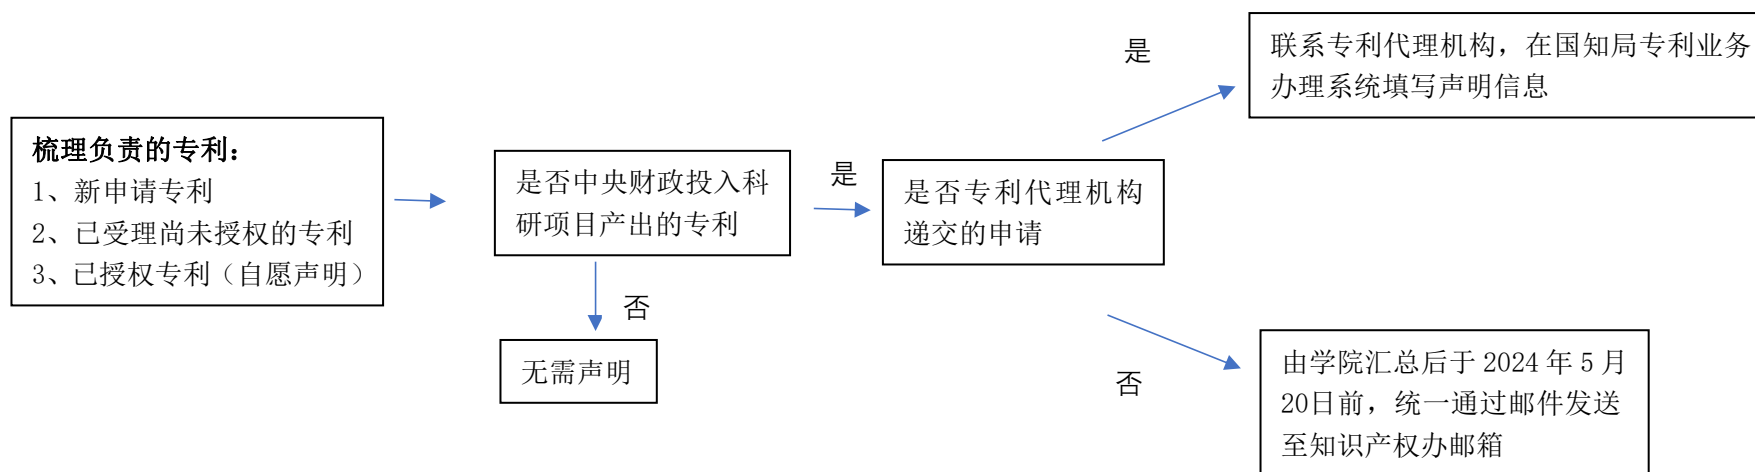 梳理负责的专利：
1、新申请专利
2、已受理尚未授权的专利
3、已授权专利（自愿声明）
是否中央财政投入科
研项目产出的专利
否
无需声明
是
是否专利代理机构
递交的申请
是
联系专利代理机构，在国知局专利业务
办理系统填写声明信息
否
由学院汇总后于 2024 年 5 月
20日前，统一通过邮件发送
至知识产权办邮箱